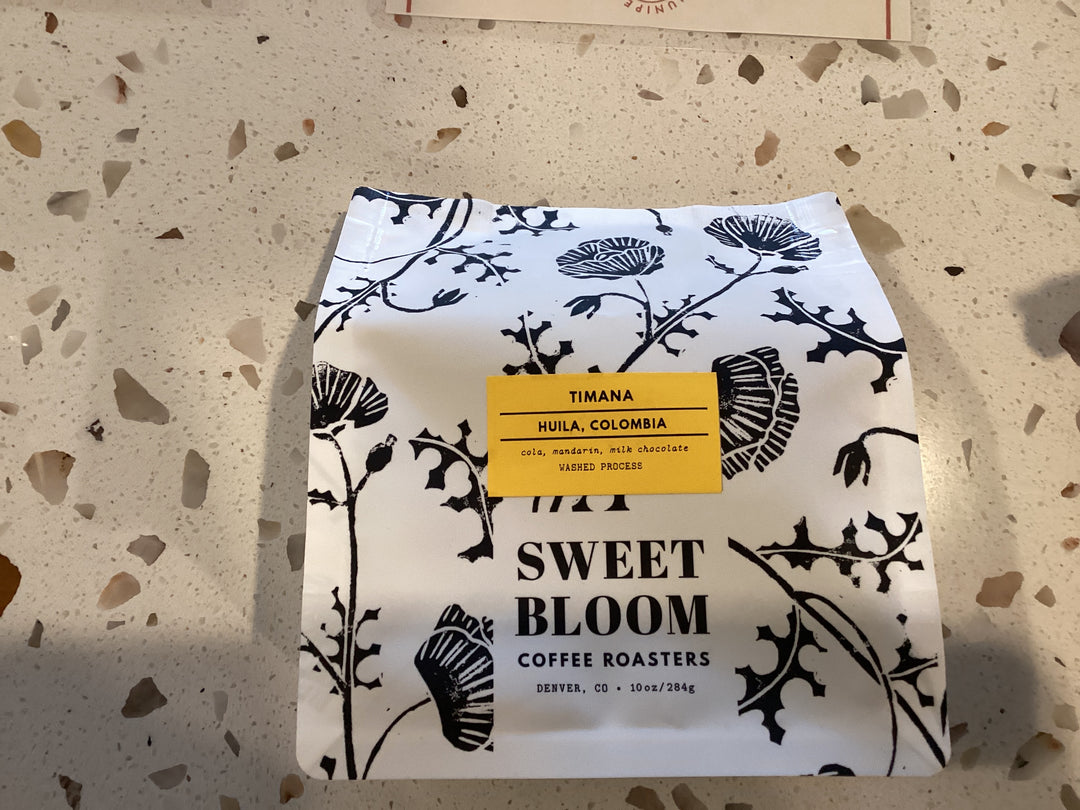 TIMANA
HUILA, COLOMBIA
cola, mandarin, milk chocolate
WASHED PROCESS
SWEET
BLOOM
COFFEE ROASTERS
DENVER, CO • 10oz/284g